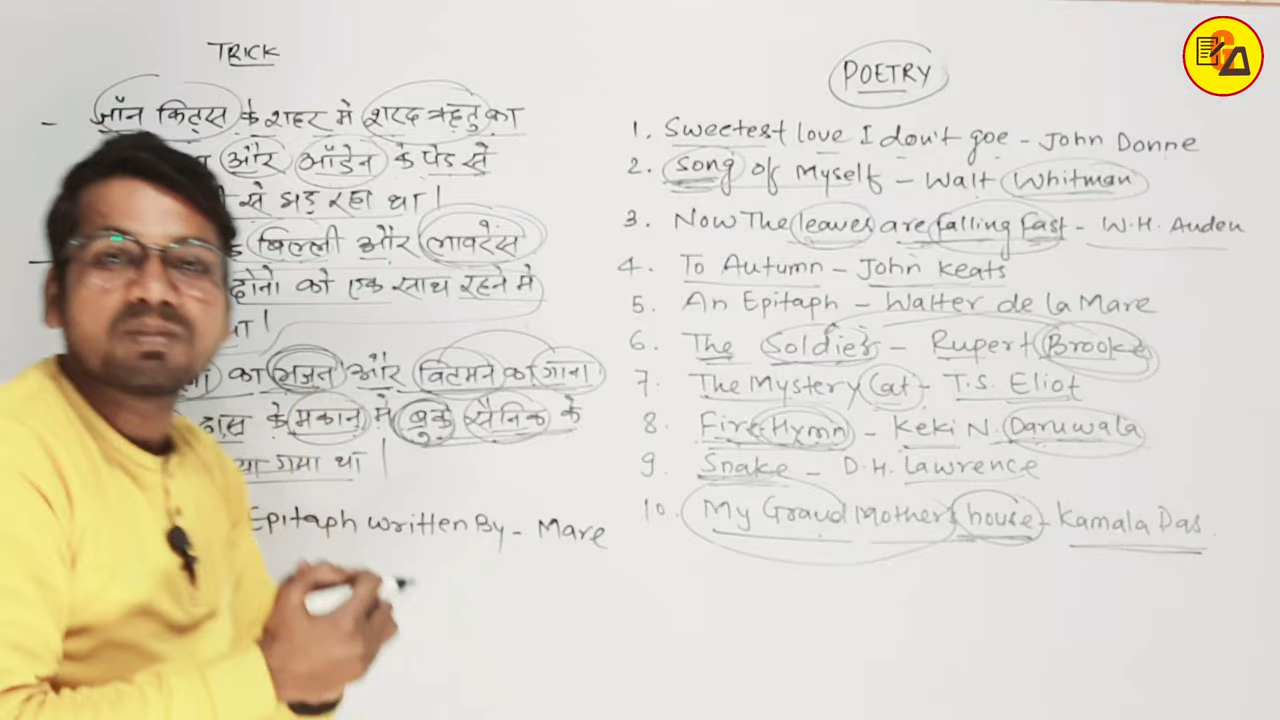 TRICK
- जॉन किट्स के शहर मे शरद ऋतु का
और ऑडेन के पेड से
से झड़ रहा था।
- बिल्ली और लावरेंस
दोनो को एक साथ रहने मे
का भजन और विटमने का गाना
दास के मकान मे बुके सैनिक के
गया था।
Epitaph written By - Mare
POETRY
1. Sweetest love I don't goe - John Donne
2. song of Myself - Walt Whitman
3. Now The leaves are falling fast - W.H. Auden
4. To Autumn - John Keats
5. An Epitaph - Walter de la Mare
6. The Soldier - Rupert Brooke
7. The Mystery Cat - T.S. Eliot
8. Fire-Hymn - Keki N. Daruwala
9. Snake - D.H. Lawrence
10. My Grand Mother's house - Kamala Das.